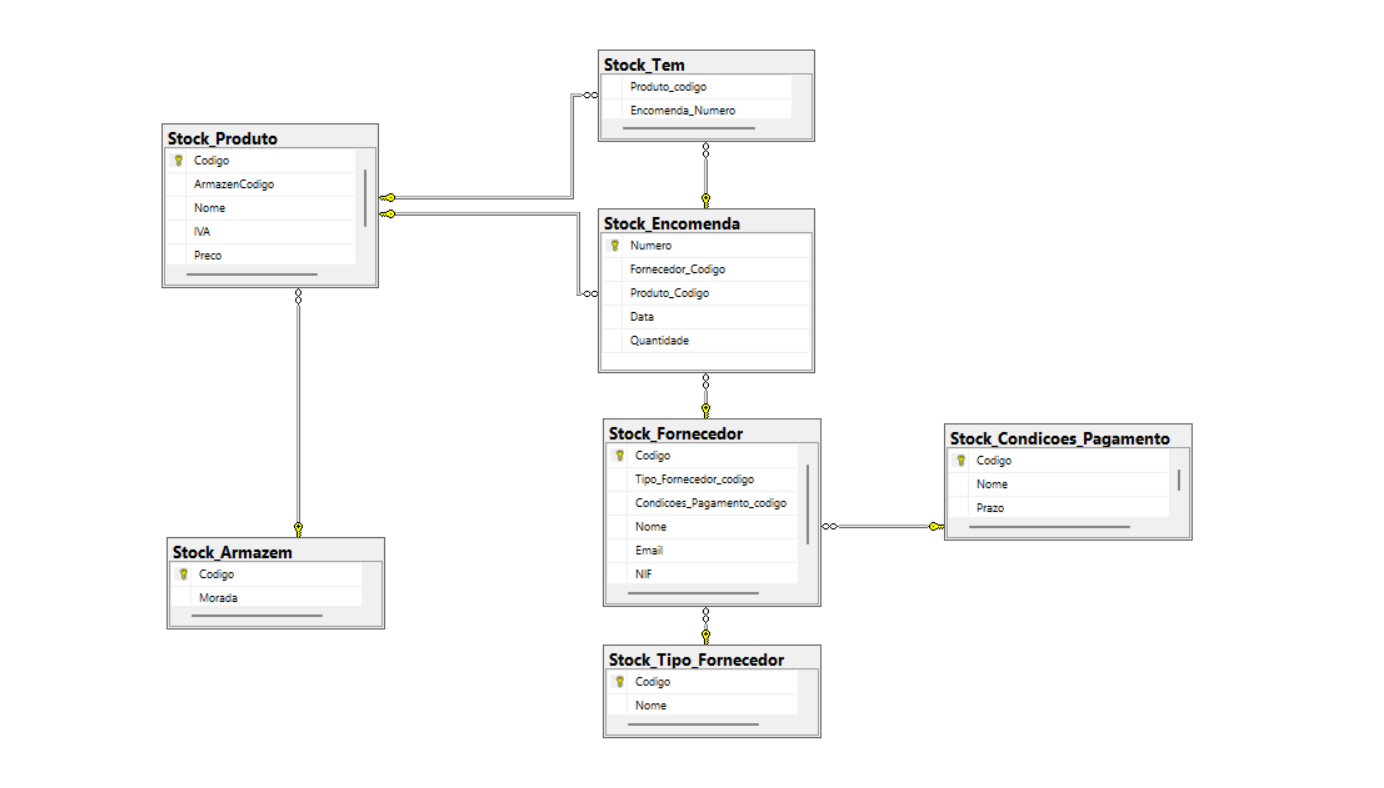 Stock_Tem
Produto_codigo
Encomenda_Numero
Stock_Produto
Codigo
ArmazenCodigo
Nome
IVA
Preco
Stock_Encomenda
Numero
Fornecedor_Codigo
Produto_Codigo
Data
Quantidade
Stock_Fornecedor
Codigo
Tipo_Fornecedor_codigo
Condicoes_Pagamento_codigo
Nome
Email
NIF
Stock_Condicoes_Pagamento
Codigo
Nome
Prazo
Stock_Armazem
Codigo
Morada
Stock_Tipo_Fornecedor
Codigo
Nome